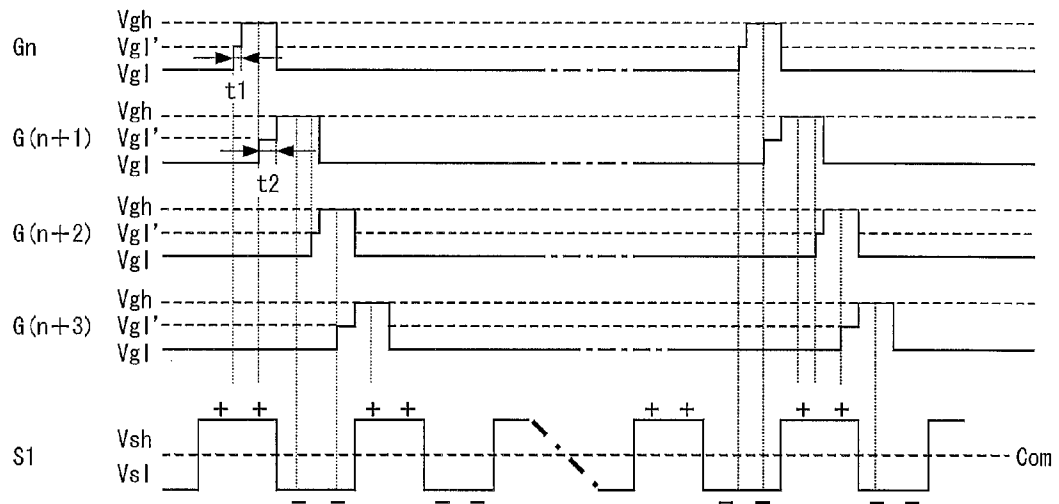 Gn
Vgh
Vgl'
Vgl
t1
G(n+1)
Vgh
Vgl'
Vgl
t2
G(n+2)
Vgh
Vgl'
Vgl
G(n+3)
Vgh
Vgl'
Vgl
+ + + + + + + +
S1
Vsh
Vsl
Com
- - - - - - - -